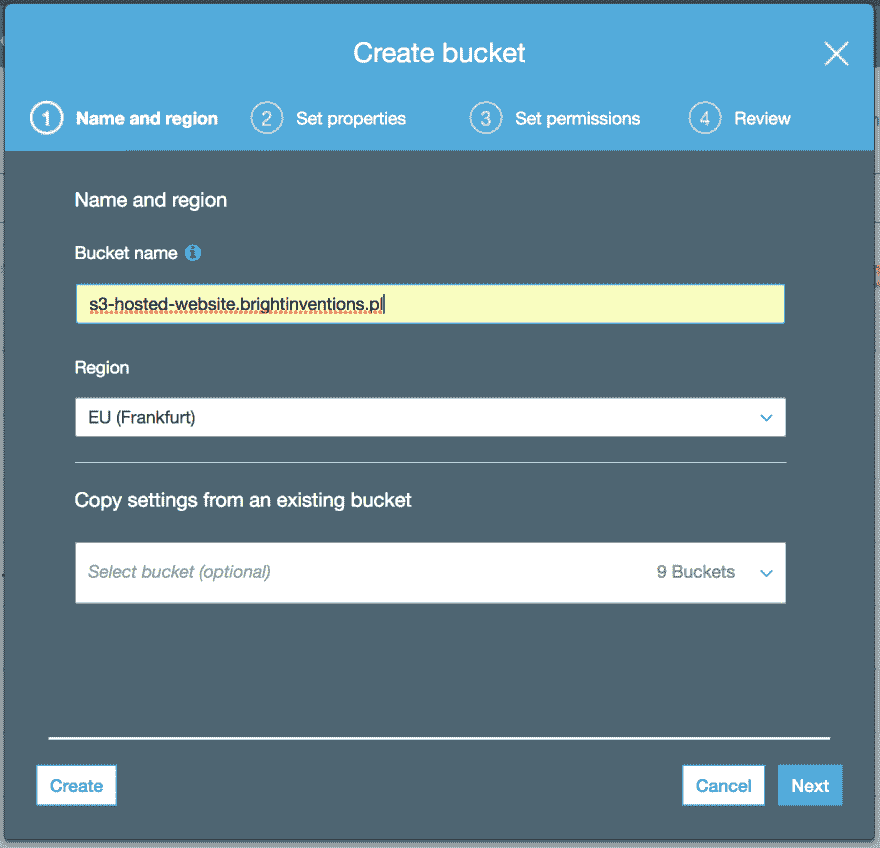 Create bucket
1 Name and region 2 Set properties 3 Set permissions 4 Review
Name and region
Bucket name
s3-hosted-website.brightinventions.pl
Region
EU (Frankfurt)
Copy settings from an existing bucket
Select bucket (optional) 9 Buckets
Create Cancel Next